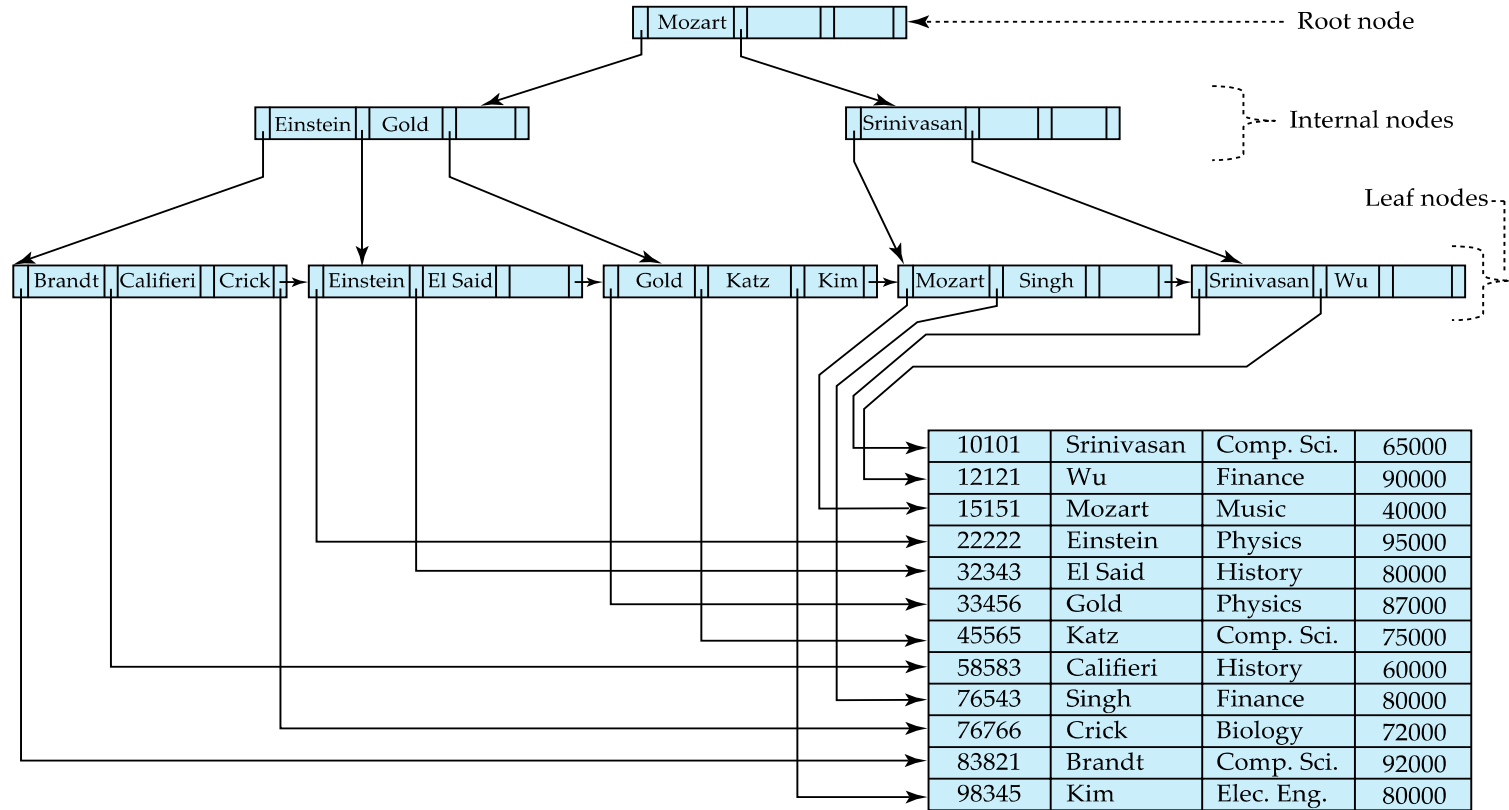 Mozart
Root node
Einstein Gold
Srinivasan
Internal nodes
Leaf nodes
Brandt Califieri Crick Einstein El Said Gold Katz Kim Mozart Singh Srinivasan Wu
10101 Srinivasan Comp. Sci. 65000
12121 Wu Finance 90000
15151 Mozart Music 40000
22222 Einstein Physics 95000
32343 El Said History 80000
33456 Gold Physics 87000
45565 Katz Comp. Sci. 75000
58583 Califieri History 60000
76543 Singh Finance 80000
76766 Crick Biology 72000
83821 Brandt Comp. Sci. 92000
98345 Kim Elec. Eng. 80000